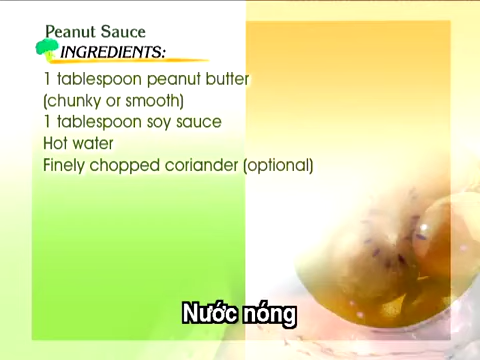 Peanut Sauce
INGREDIENTS:
1 tablespoon peanut butter
(chunky or smooth)
1 tablespoon soy sauce
Hot water
Finely chopped coriander (optional)
Nước nóng